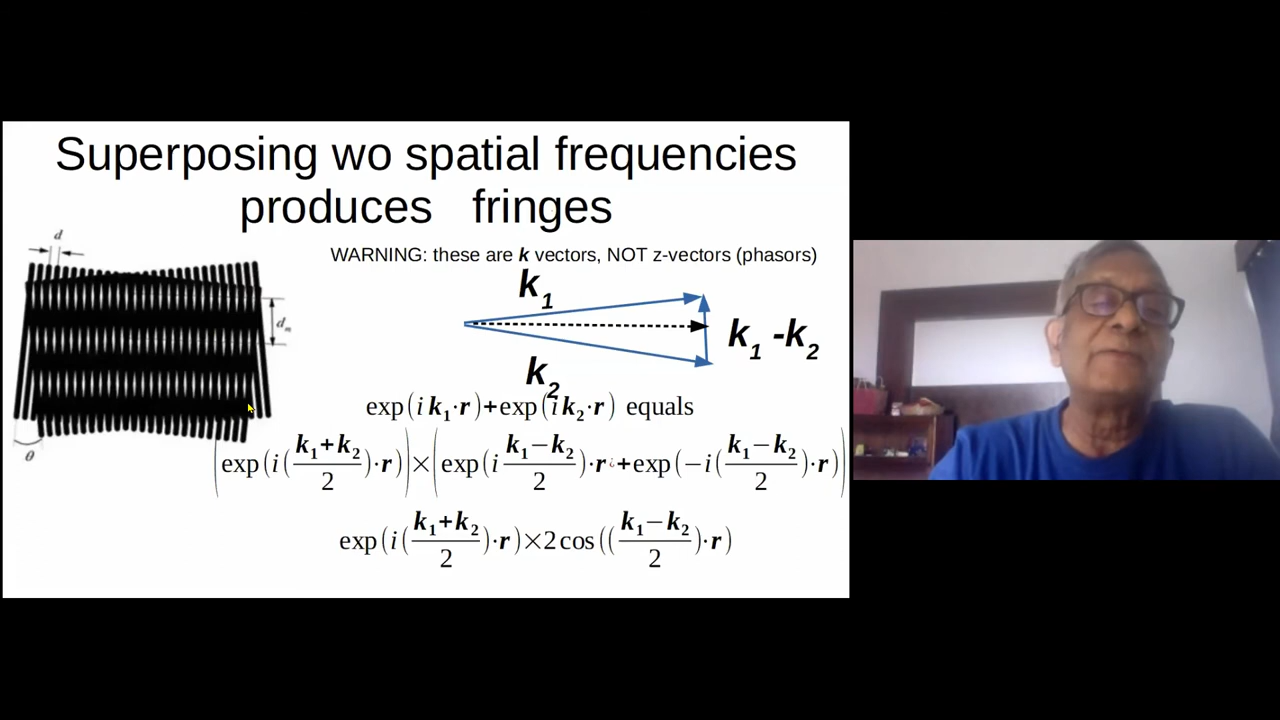 Superposing wo spatial frequencies
produces fringes
d
WARNING: these are k vectors, NOT z-vectors (phasors)
k₁
dₘ
k₁ -k₂
k₂
exp(i k₁·r)+exp(i k₂·r) equals
(exp(i(k₁+k₂/2)·r))×(exp(i k₁−k₂/2)·r¿+exp(−i(k₁−k₂/2)·r))
θ
exp(i(k₁+k₂/2)·r)×2cos((k₁−k₂/2)·r)